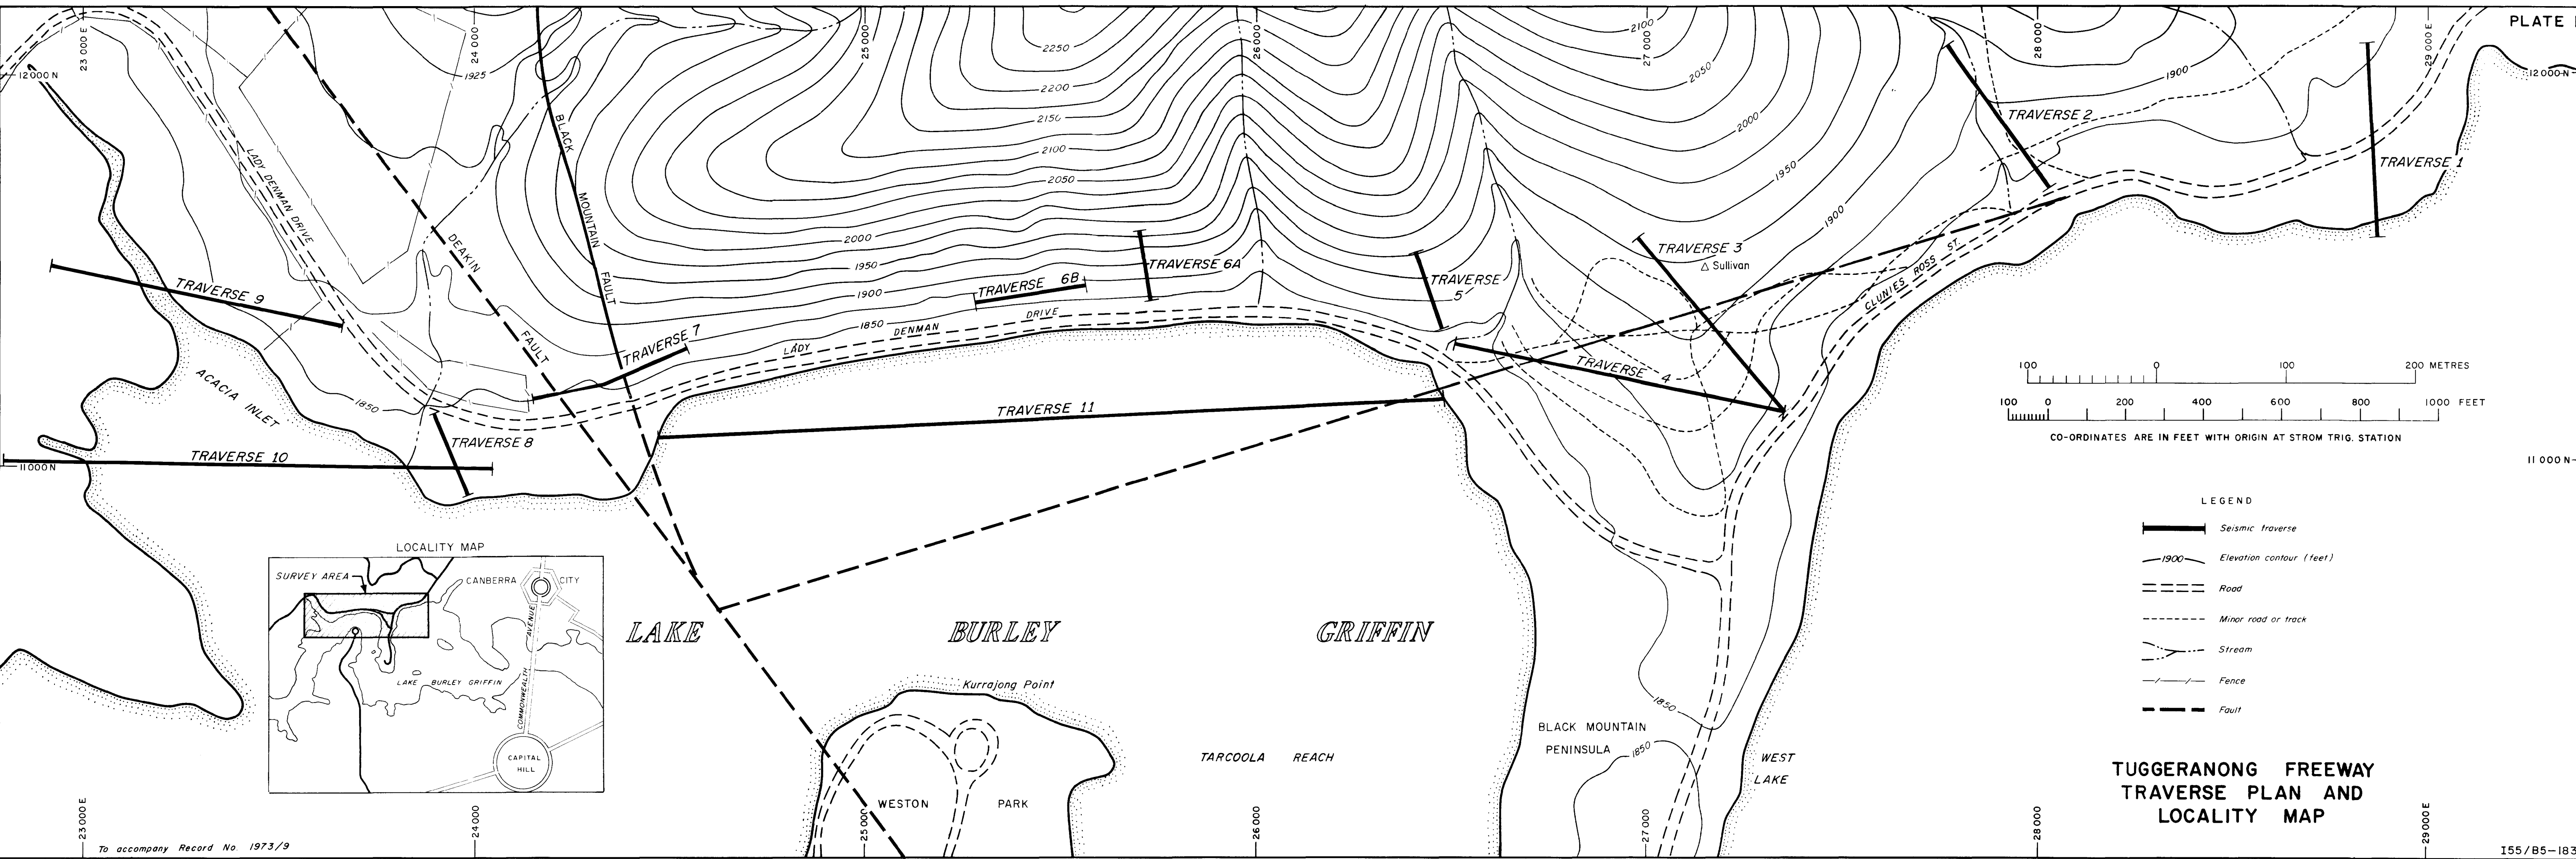 PLATE
23 000 E
24 000
25 000
26 000
27 000
28 000
29 000 E
12 000 N
12 000 N
1925
2250
2200
2150
2100
2050
2000
1950
1900
1850
2100
2050
2000
1950
1900
1900
BLACK
MOUNTAIN
FAULT
DEAKIN
FAULT
LADY
DENMAN DRIVE
LADY
DENMAN
DRIVE
CLUNIES
ROSS
ST.
TRAVERSE 1
TRAVERSE 2
TRAVERSE 3
△ Sullivan
TRAVERSE 4
TRAVERSE
5
TRAVERSE 6A
TRAVERSE 6B
TRAVERSE 7
TRAVERSE 8
TRAVERSE 9
TRAVERSE 10
TRAVERSE 11
ACACIA INLET
1850
11 000 N
11 000 N
100 0 100 200 METRES
100 0 200 400 600 800 1000 FEET
CO-ORDINATES ARE IN FEET WITH ORIGIN AT STROM TRIG. STATION
LEGEND
Seismic traverse
1900 Elevation contour (feet)
Road
Minor road or track
Stream
Fence
Fault
LOCALITY MAP
SURVEY AREA
CANBERRA
CITY
LAKE BURLEY GRIFFIN
COMMONWEALTH
AVENUE
CAPITAL
HILL
LAKE BURLEY GRIFFIN
Kurrajong Point
WESTON PARK
TARCOOLA REACH
BLACK MOUNTAIN
PENINSULA
1850
1850
WEST
LAKE
TUGGERANONG FREEWAY
TRAVERSE PLAN AND
LOCALITY MAP
23 000 E
24 000
25 000
26 000
27 000
28 000
29 000 E
To accompany Record No. 1973/9
I55/B5-183